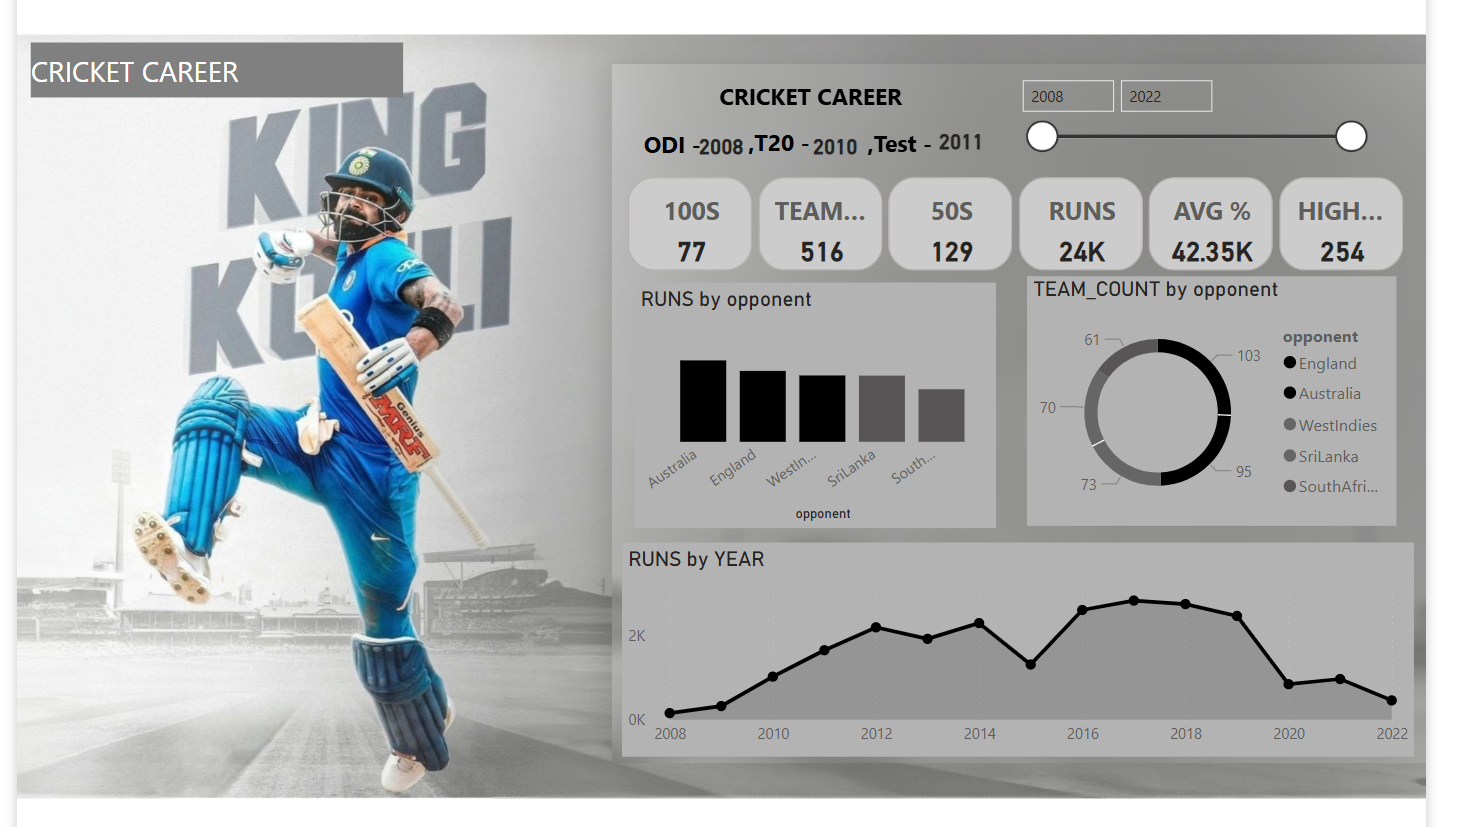 CRICKET CAREER
KING
KOHLI
Genius
MRF
CRICKET CAREER
2008 2022
ODI -2008 ,T20 - 2010 ,Test - 2011
100S TEAM... 50S RUNS AVG % HIGH...
77 516 129 24K 42.35K 254
RUNS by opponent
Australia England WestIn... SriLanka South...
opponent
TEAM_COUNT by opponent
61
103
70
95
73
opponent
England
Australia
WestIndies
SriLanka
SouthAfri...
RUNS by YEAR
2K
0K
2008 2010 2012 2014 2016 2018 2020 2022